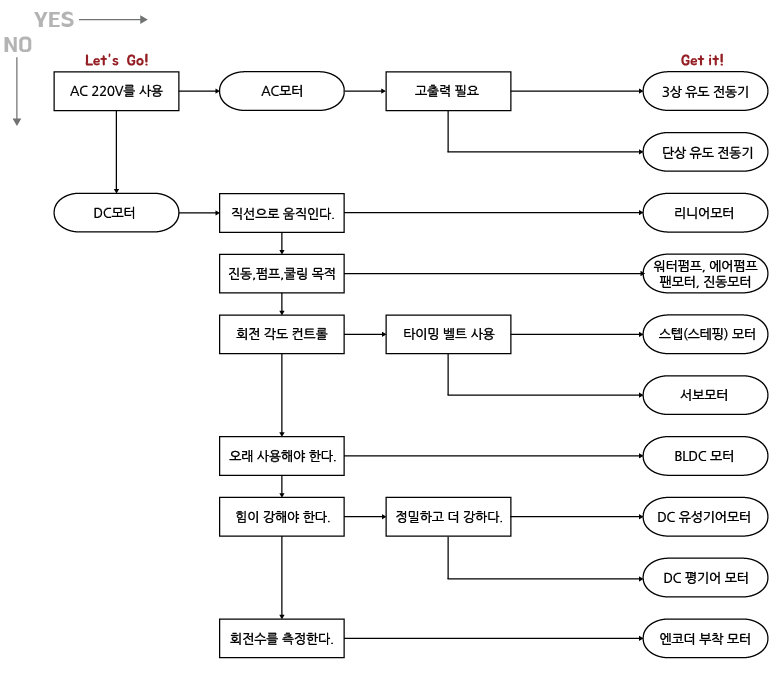 YES
NO
Let's Go!
Get it!
AC 220V를 사용
AC모터
고출력 필요
3상 유도 전동기
단상 유도 전동기
DC모터
직선으로 움직인다.
리니어모터
진동,펌프,쿨링 목적
워터펌프, 에어펌프
팬모터, 진동모터
회전 각도 컨트롤
타이밍 벨트 사용
스텝(스테핑) 모터
서보모터
오래 사용해야 한다.
BLDC 모터
힘이 강해야 한다.
정밀하고 더 강하다.
DC 유성기어모터
DC 평기어 모터
회전수를 측정한다.
엔코더 부착 모터